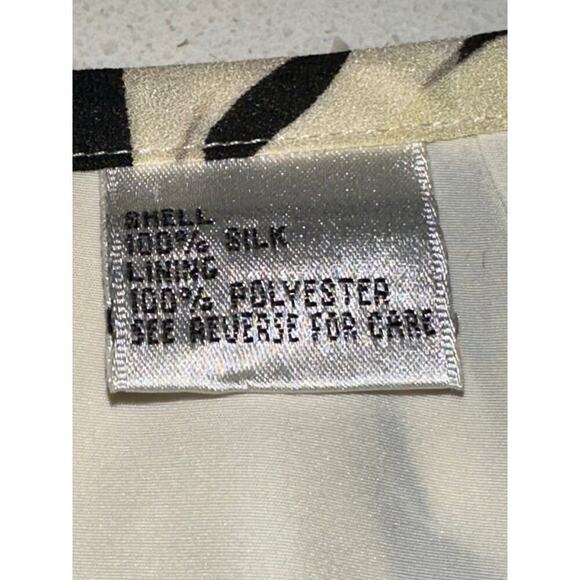 SHELL
100% SILK
LINING
100% POLYESTER
SEE REVERSE FOR CARE